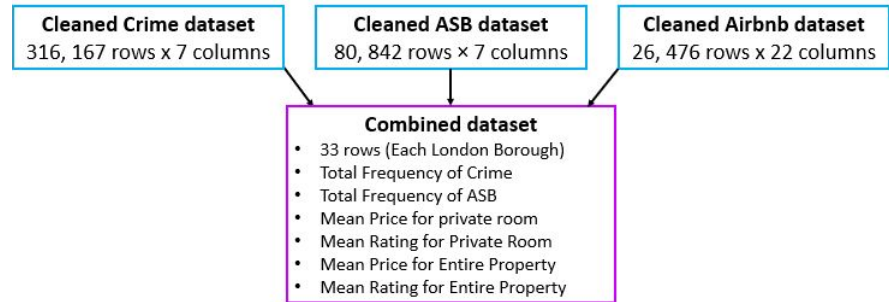 Cleaned Crime dataset
316, 167 rows x 7 columns
Cleaned ASB dataset
80, 842 rows × 7 columns
Cleaned Airbnb dataset
26, 476 rows x 22 columns
Combined dataset
• 33 rows (Each London Borough)
• Total Frequency of Crime
• Total Frequency of ASB
• Mean Price for private room
• Mean Rating for Private Room
• Mean Price for Entire Property
• Mean Rating for Entire Property